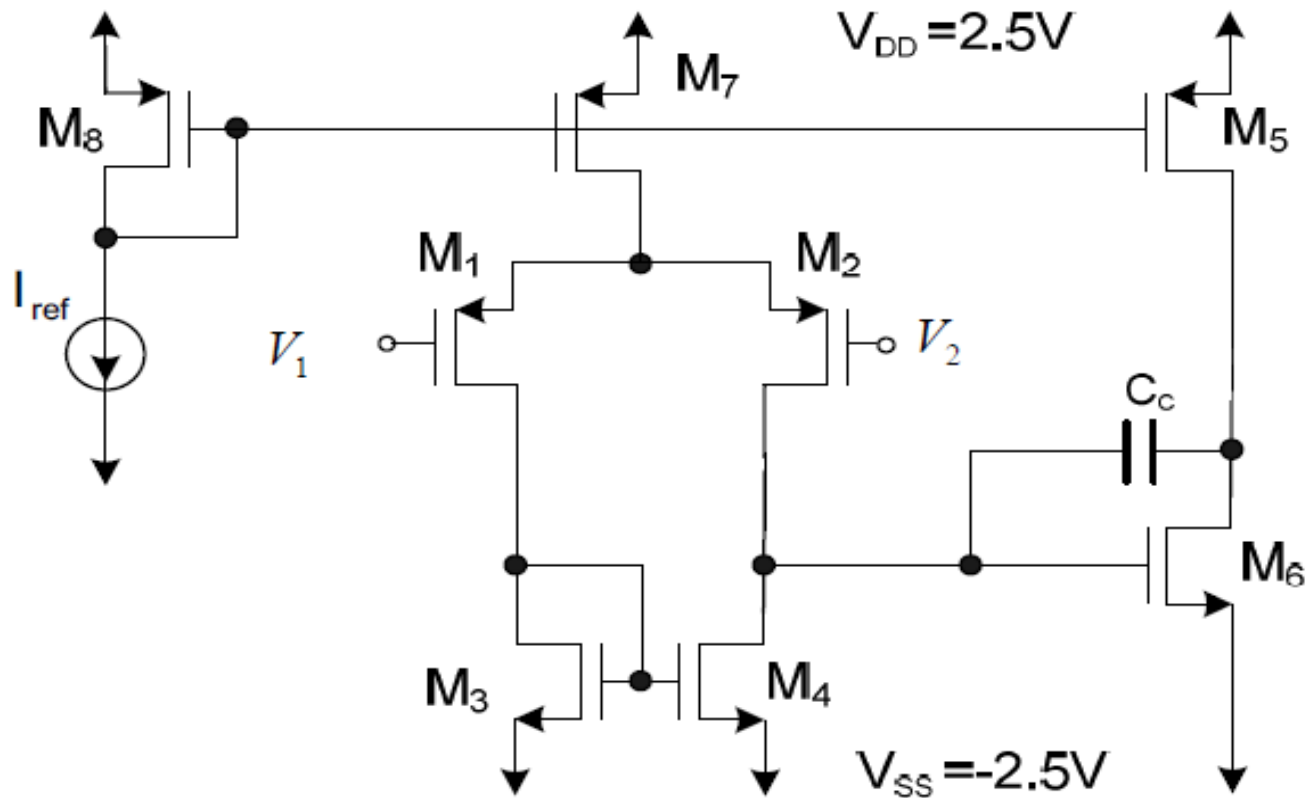 V_DD =2.5V
M_7
M_8
M_5
M_1
M_2
I_ref
V_1
V_2
C_c
M_6
M_3
M_4
V_SS =-2.5V